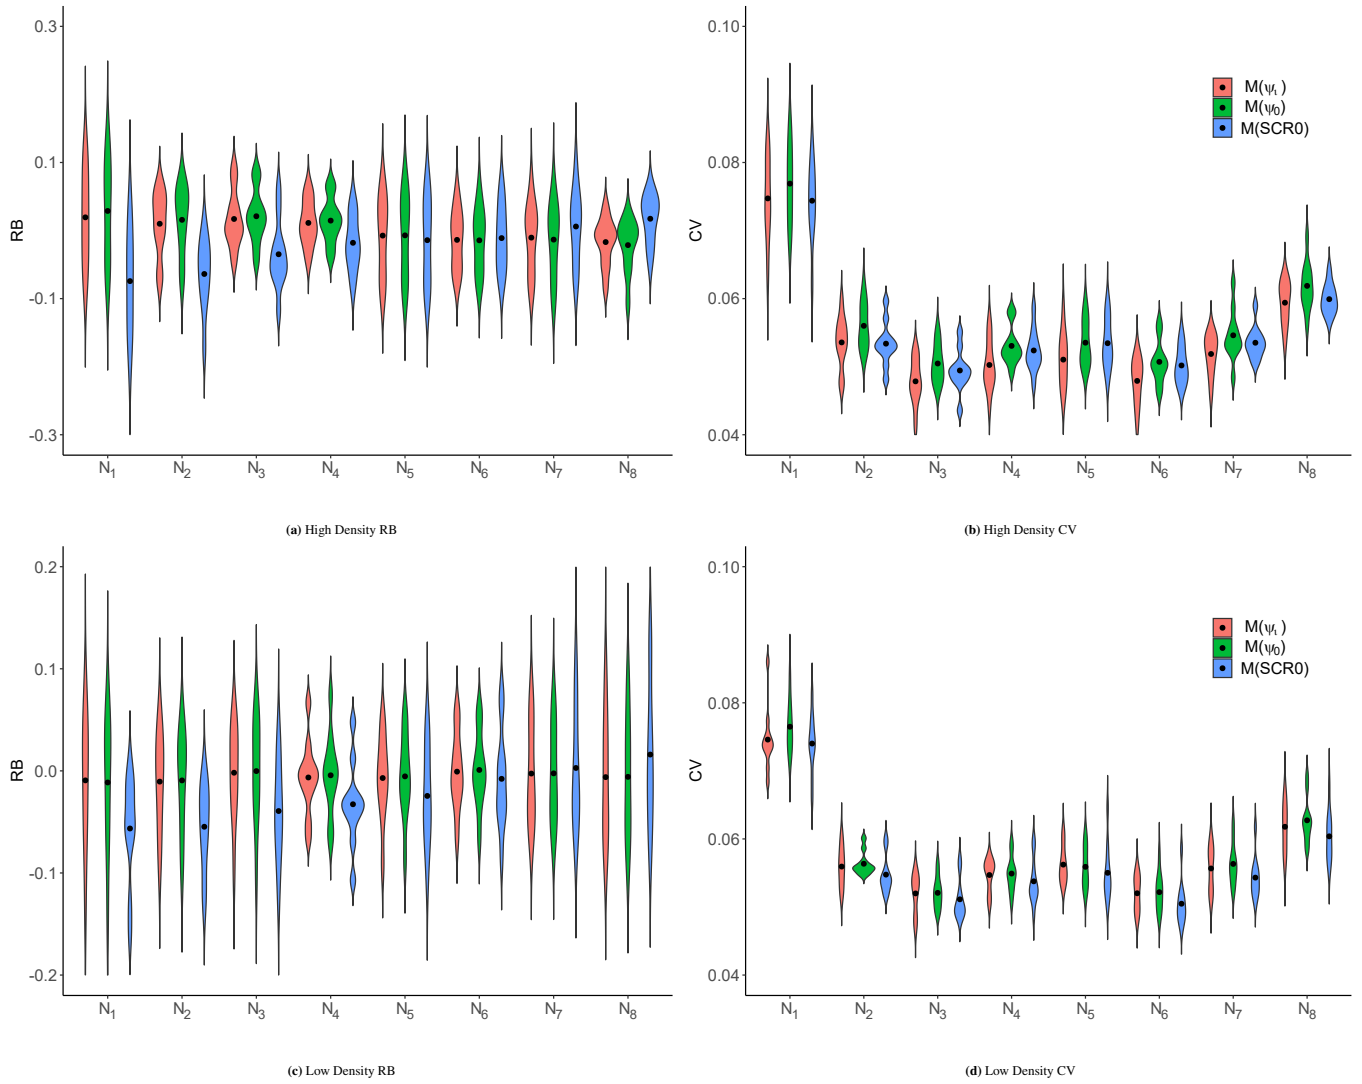 0.3
0.1
-0.1
-0.3
RB
N1 N2 N3 N4 N5 N6 N7 N8
(a) High Density RB
0.10
0.08
0.06
0.04
CV
M(ψι)
M(ψ0)
M(SCR0)
N1 N2 N3 N4 N5 N6 N7 N8
(b) High Density CV
0.2
0.1
0.0
-0.1
-0.2
RB
N1 N2 N3 N4 N5 N6 N7 N8
(c) Low Density RB
0.10
0.08
0.06
0.04
CV
M(ψι)
M(ψ0)
M(SCR0)
N1 N2 N3 N4 N5 N6 N7 N8
(d) Low Density CV